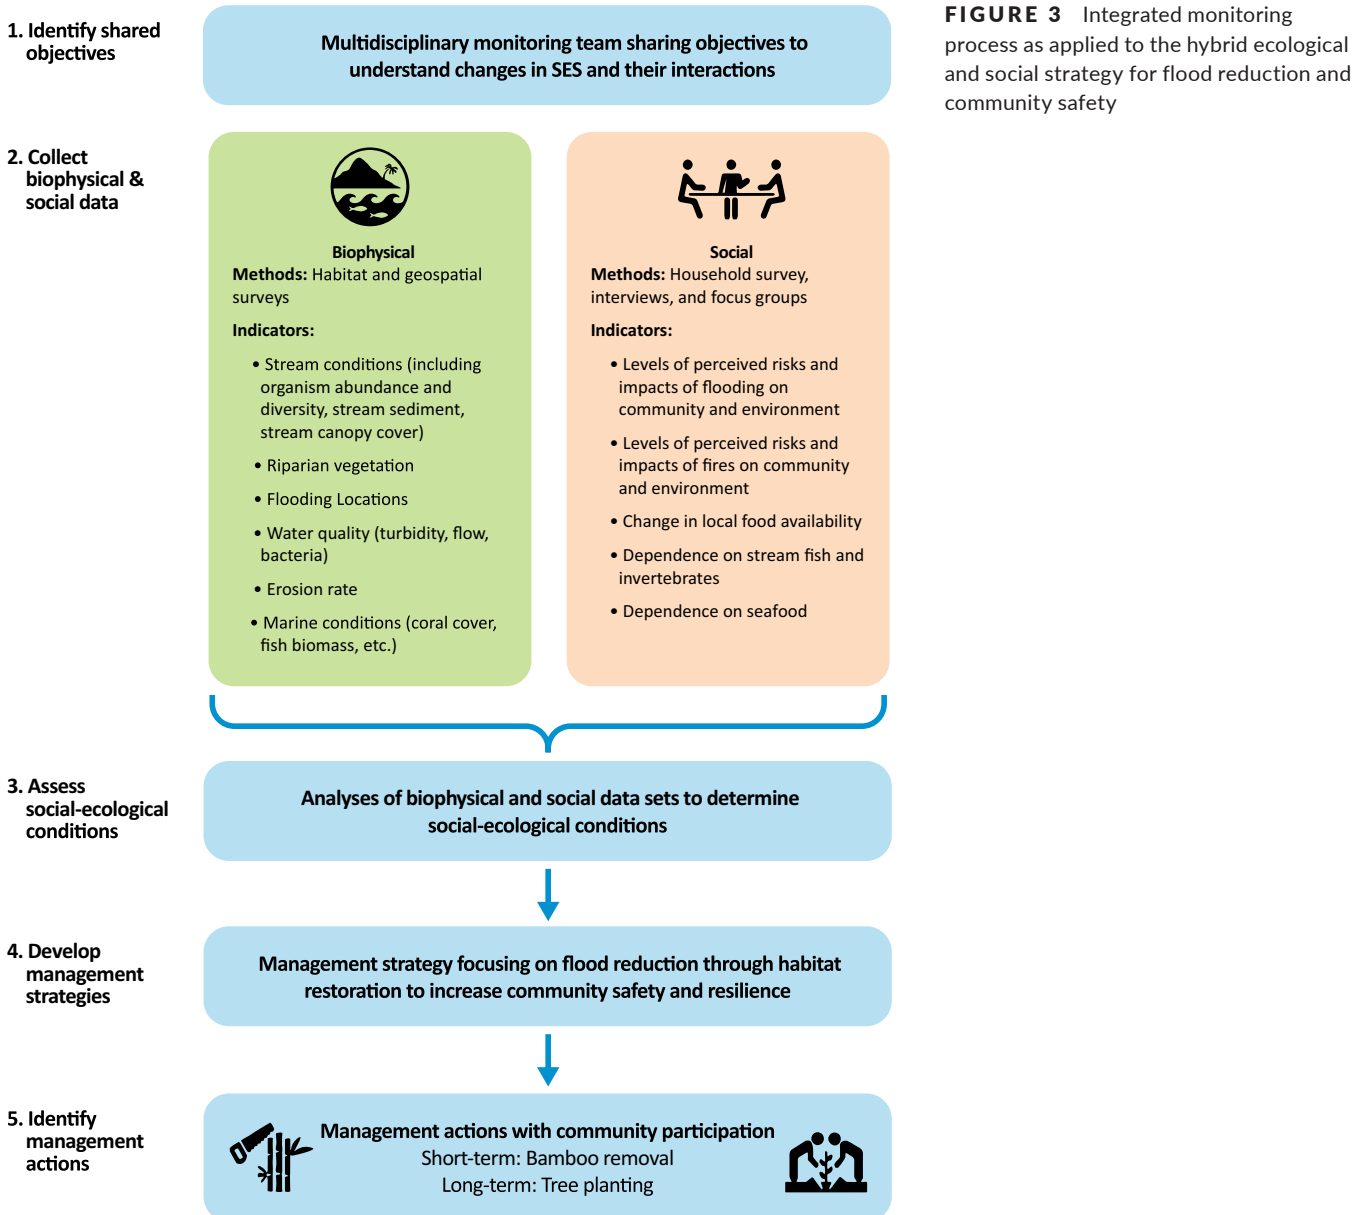 1. Identify shared
objectives
Multidisciplinary monitoring team sharing objectives to
understand changes in SES and their interactions
FIGURE 3 Integrated monitoring
process as applied to the hybrid ecological
and social strategy for flood reduction and
community safety
2. Collect
biophysical &
social data
Biophysical
Methods: Habitat and geospatial
surveys
Indicators:
• Stream conditions (including
organism abundance and
diversity, stream sediment,
stream canopy cover)
• Riparian vegetation
• Flooding Locations
• Water quality (turbidity, flow,
bacteria)
• Erosion rate
• Marine conditions (coral cover,
fish biomass, etc.)
Social
Methods: Household survey,
interviews, and focus groups
Indicators:
• Levels of perceived risks and
impacts of flooding on
community and environment
• Levels of perceived risks and
impacts of fires on community
and environment
• Change in local food availability
• Dependence on stream fish and
invertebrates
• Dependence on seafood
3. Assess
social-ecological
conditions
Analyses of biophysical and social data sets to determine
social-ecological conditions
4. Develop
management
strategies
Management strategy focusing on flood reduction through habitat
restoration to increase community safety and resilience
5. Identify
management
actions
Management actions with community participation
Short-term: Bamboo removal
Long-term: Tree planting